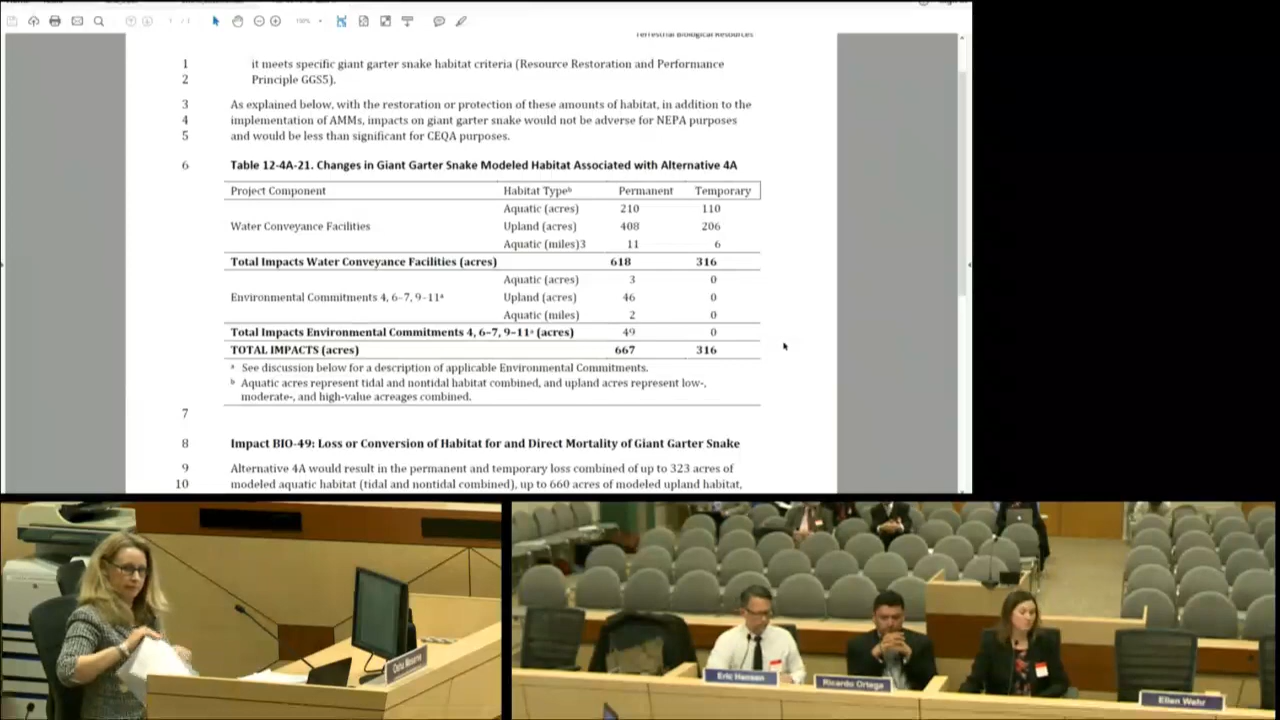 100%
Terrestrial Biological Resources
1 it meets specific giant garter snake habitat criteria (Resource Restoration and Performance
2 Principle GGS5).
3 As explained below, with the restoration or protection of these amounts of habitat, in addition to the
4 implementation of AMMs, impacts on giant garter snake would not be adverse for NEPA purposes
5 and would be less than significant for CEQA purposes.
6 Table 12-4A-21. Changes in Giant Garter Snake Modeled Habitat Associated with Alternative 4A
Project Component Habitat Typeᵇ Permanent Temporary
Aquatic (acres) 210 110
Water Conveyance Facilities Upland (acres) 408 206
Aquatic (miles)3 11 6
Total Impacts Water Conveyance Facilities (acres) 618 316
Aquatic (acres) 3 0
Environmental Commitments 4, 6–7, 9–11ᵃ Upland (acres) 46 0
Aquatic (miles) 2 0
Total Impacts Environmental Commitments 4, 6–7, 9–11ᵃ (acres) 49 0
TOTAL IMPACTS (acres) 667 316
ᵃ See discussion below for a description of applicable Environmental Commitments.
ᵇ Aquatic acres represent tidal and nontidal habitat combined, and upland acres represent low-,
moderate-, and high-value acreages combined.
7
8 Impact BIO-49: Loss or Conversion of Habitat for and Direct Mortality of Giant Garter Snake
9 Alternative 4A would result in the permanent and temporary loss combined of up to 323 acres of
10 modeled aquatic habitat (tidal and nontidal combined), up to 660 acres of modeled upland habitat,
Osha Meserve
Eric Hansen
Ricardo Ortega
Ellen Wehr